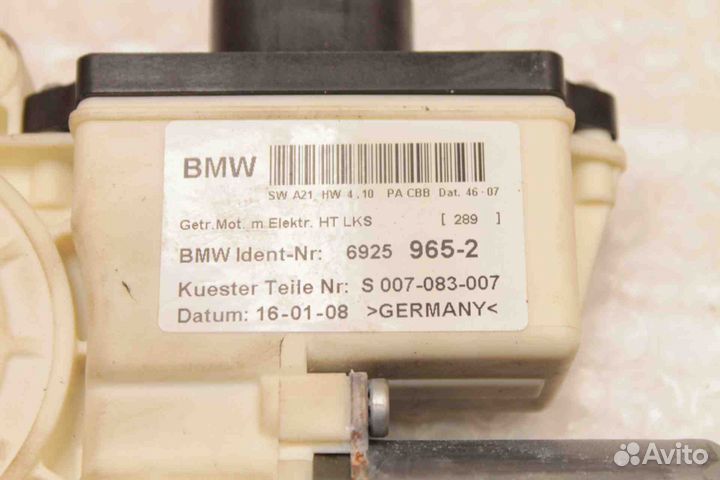 BMW
SW A21 HW 4.10 PA CBB Dat. 46-07
Getr.Mot. m.Elektr. HT LKS [ 289 ]
BMW Ident-Nr: 6925 965-2
Kuester Teile Nr: S 007-083-007
Datum: 16-01-08 >GERMANY<
Avito